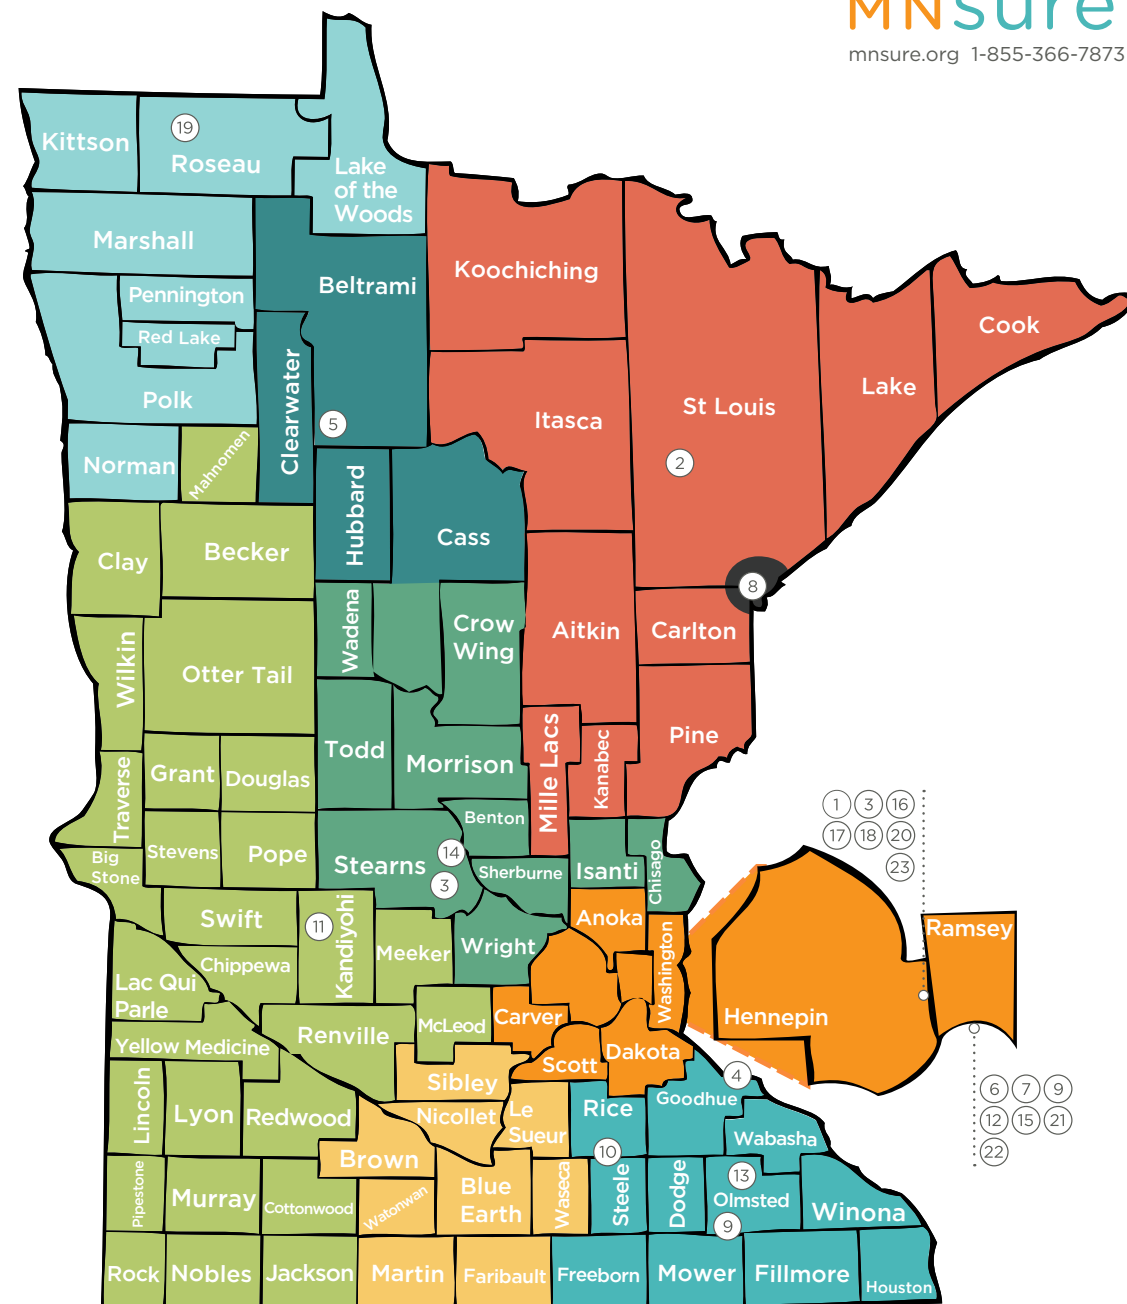 MNsure
mnsure.org 1-855-366-7873
19
Kittson
Roseau
Lake
of the
Woods
Marshall
Koochiching
Beltrami
Pennington
Cook
Red Lake
Clearwater
Lake
Polk
St Louis
Itasca
5
Norman
Mahnomen
2
Hubbard
Cass
Becker
Clay
8
Wadena
Crow
Wing
Aitkin
Carlton
Wilkin
Otter Tail
Pine
Todd
Morrison
Mille Lacs
Kanabec
Grant
Douglas
Traverse
1 3 16
17 18 20
23
Benton
Stevens
Pope
14
Big
Stone
Stearns
Sherburne
Isanti
Chisago
3
Swift
11
Kandiyohi
Anoka
Ramsey
Meeker
Wright
Washington
Chippewa
Lac Qui
Parle
Carver
Hennepin
McLeod
Renville
Yellow Medicine
Dakota
Scott
Sibley
4
6 7 9
12 15 21
22
Goodhue
Lincoln
Lyon
Redwood
Nicollet
Le
Sueur
Rice
Wabasha
10
Brown
13
Pipestone
Murray
Cottonwood
Watonwan
Blue
Earth
Waseca
Steele
Dodge
Olmsted
Winona
9
Rock
Nobles
Jackson
Martin
Faribault
Freeborn
Mower
Fillmore
Houston